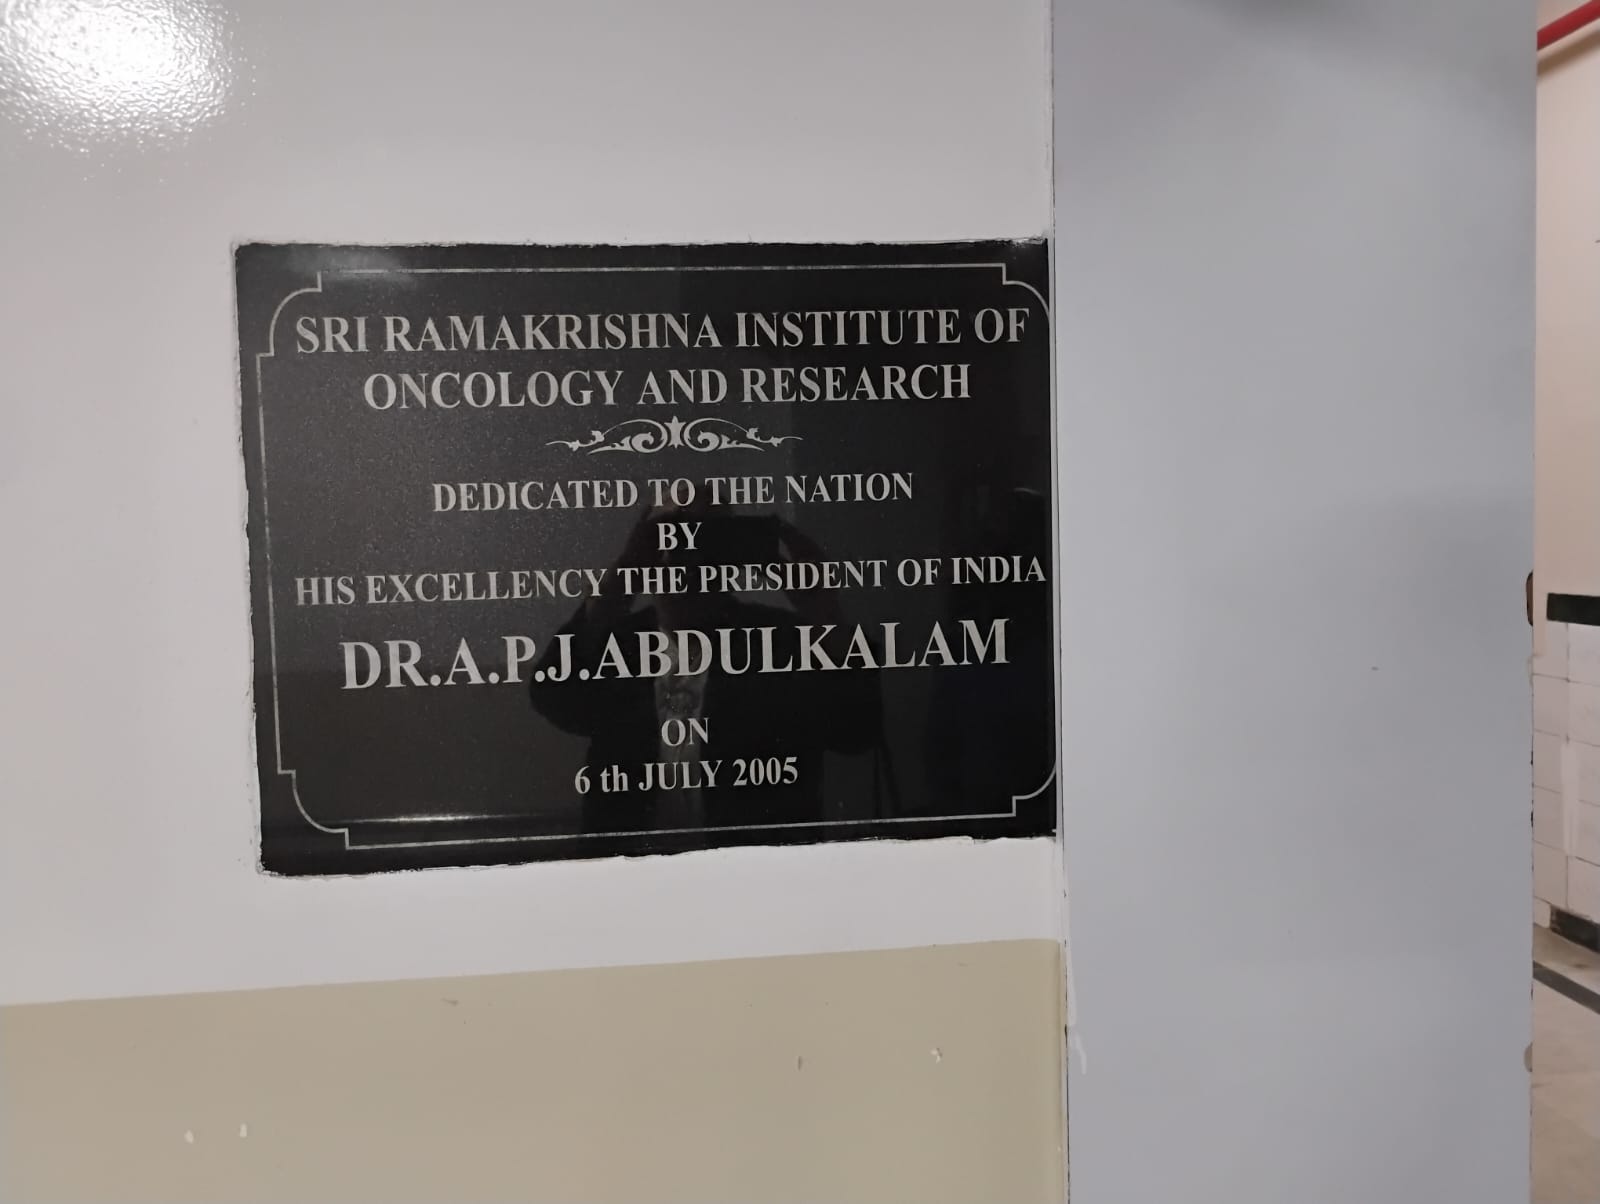 SRI RAMAKRISHNA INSTITUTE OF
ONCOLOGY AND RESEARCH
DEDICATED TO THE NATION
BY
HIS EXCELLENCY THE PRESIDENT OF INDIA
DR.A.P.J.ABDULKALAM
ON
6 th JULY 2005